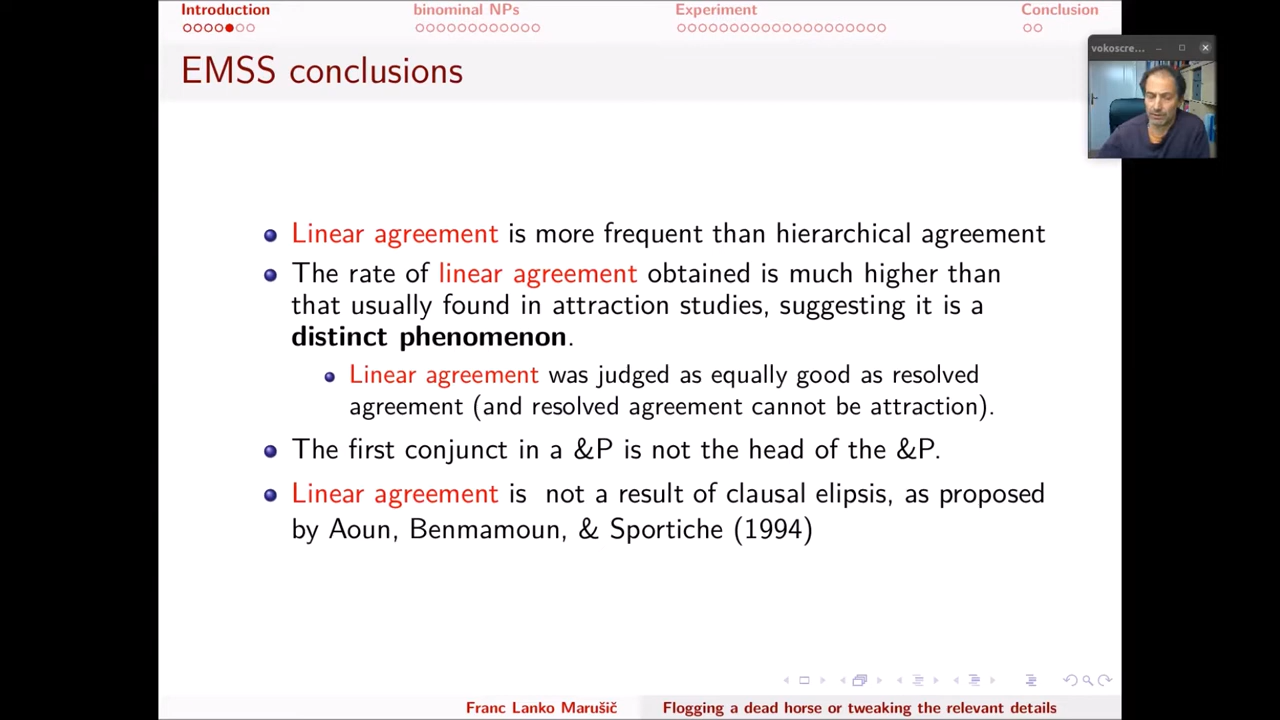 Introduction binominal NPs Experiment Conclusion
EMSS conclusions
vokoscre...
Linear agreement is more frequent than hierarchical agreement
The rate of linear agreement obtained is much higher than
that usually found in attraction studies, suggesting it is a
distinct phenomenon.
Linear agreement was judged as equally good as resolved
agreement (and resolved agreement cannot be attraction).
The first conjunct in a &P is not the head of the &P.
Linear agreement is not a result of clausal elipsis, as proposed
by Aoun, Benmamoun, & Sportiche (1994)
Franc Lanko Marušič Flogging a dead horse or tweaking the relevant details